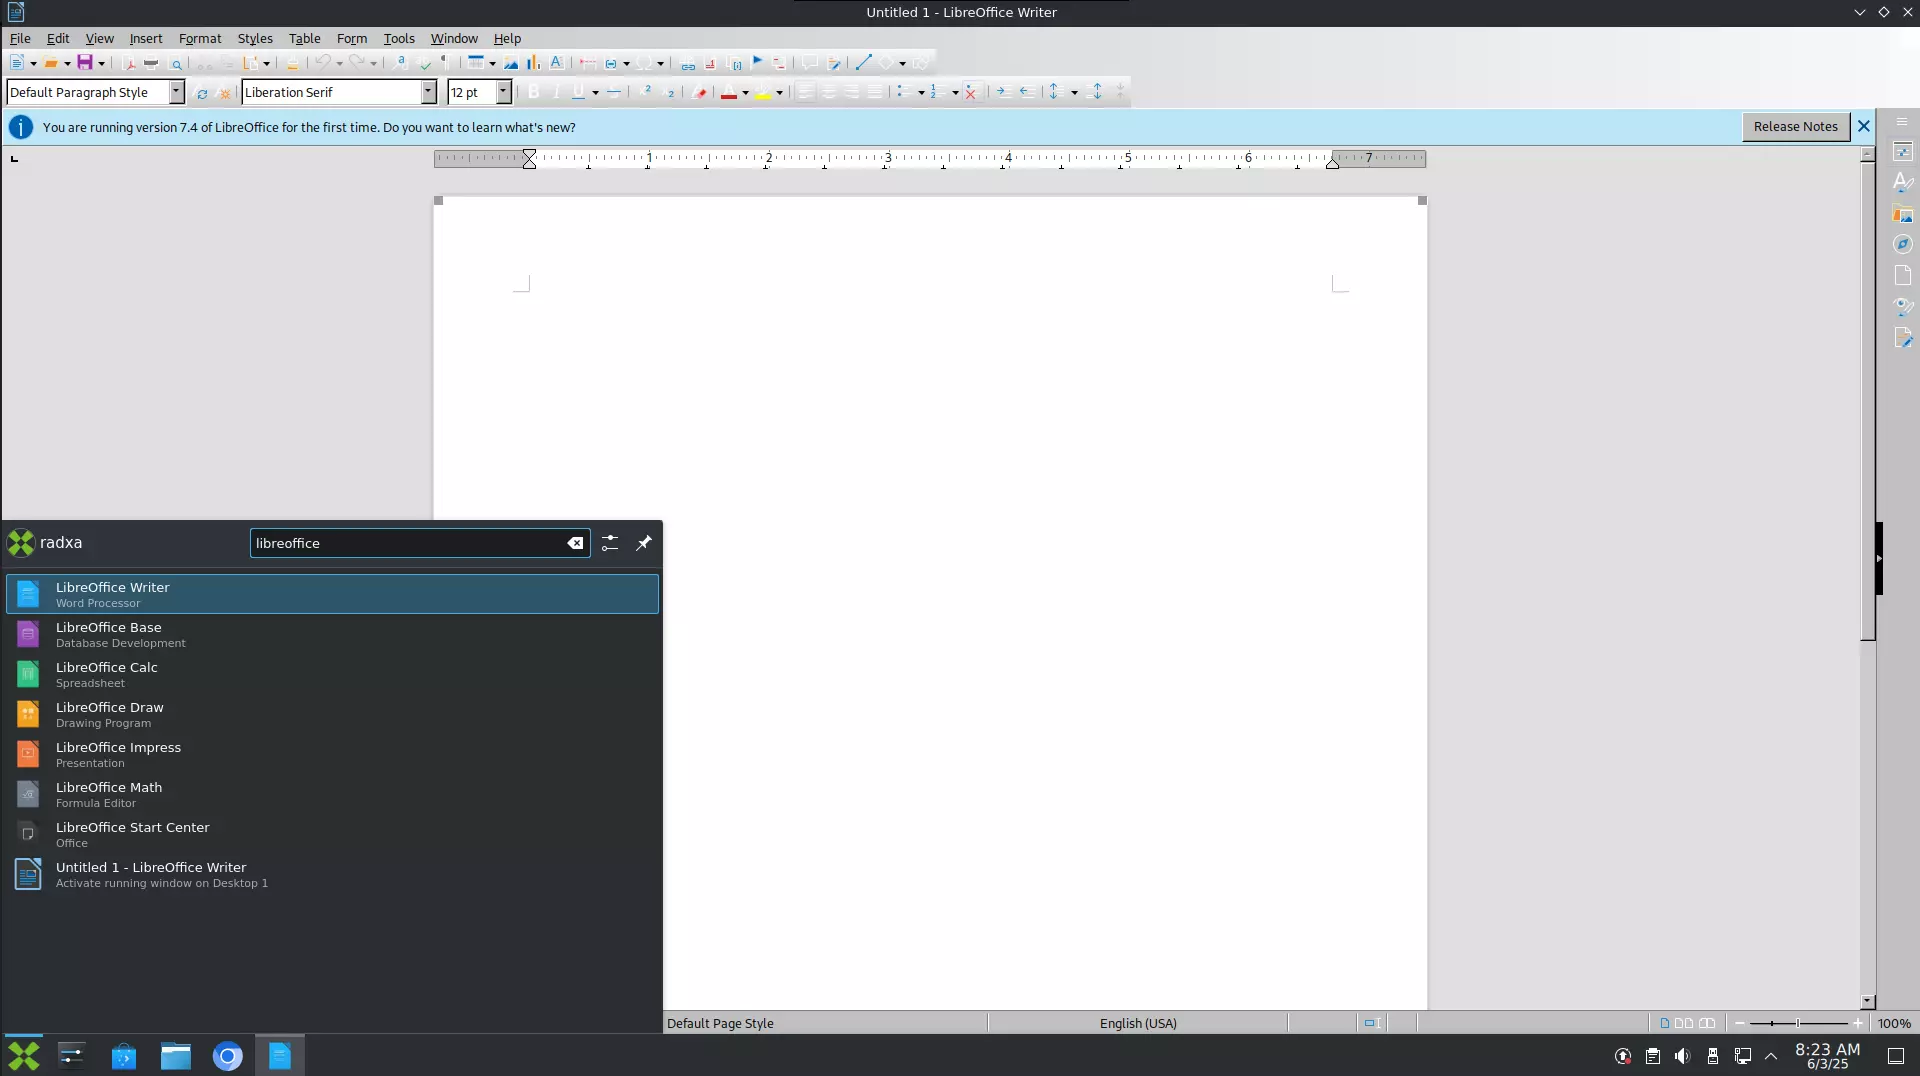 Untitled 1 - LibreOffice Writer
File Edit View Insert Format Styles Table Form Tools Window Help
Default Paragraph Style Liberation Serif 12 pt
You are running version 7.4 of LibreOffice for the first time. Do you want to learn what's new? Release Notes
1 2 3 4 5 6 7
radxa libreoffice
LibreOffice Writer
Word Processor
LibreOffice Base
Database Development
LibreOffice Calc
Spreadsheet
LibreOffice Draw
Drawing Program
LibreOffice Impress
Presentation
LibreOffice Math
Formula Editor
LibreOffice Start Center
Office
Untitled 1 - LibreOffice Writer
Activate running window on Desktop 1
Default Page Style English (USA) 100%
8:23 AM
6/3/25